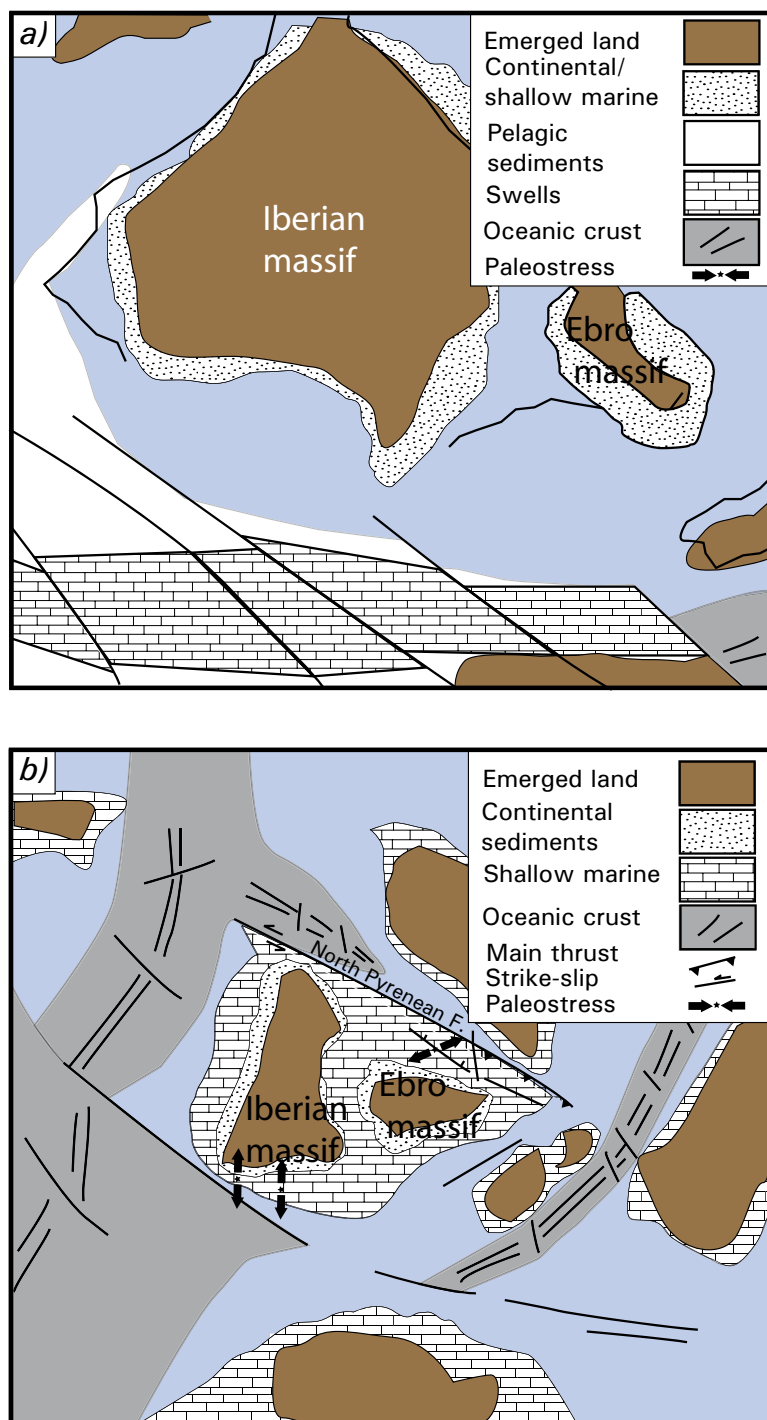 a)
Emerged land
Continental/
shallow marine
Pelagic
sediments
Swells
Oceanic crust
Paleostress
Iberian
massif
Ebro
massif
b)
Emerged land
Continental
sediments
Shallow marine
Oceanic crust
Main thrust
Strike-slip
Paleostress
North Pyrenean F.
Iberian
massif
Ebro
massif